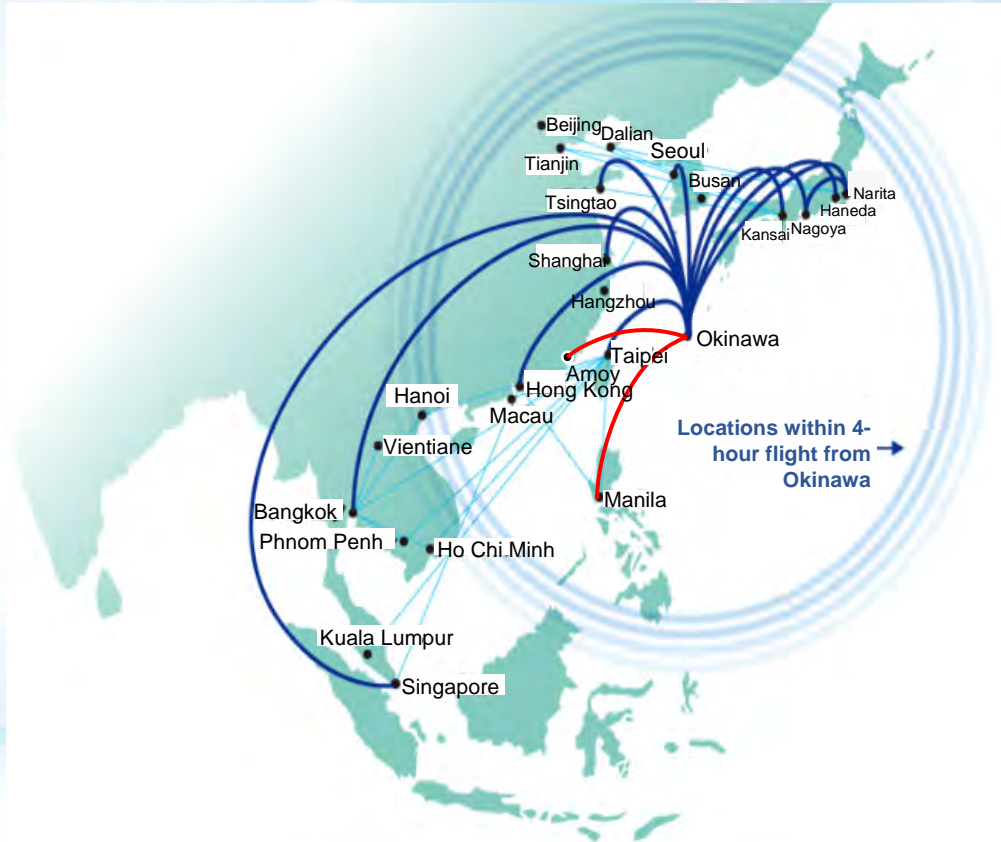 Beijing
Dalian
Seoul
Tianjin
Busan
Tsingtao
Narita
Haneda
Kansai
Nagoya
Shanghai
Hangzhou
Okinawa
Taipei
Amoy
Hong Kong
Hanoi
Macau
Vientiane
Locations within 4-
hour flight from
Okinawa
Manila
Bangkok
Phnom Penh
Ho Chi Minh
Kuala Lumpur
Singapore